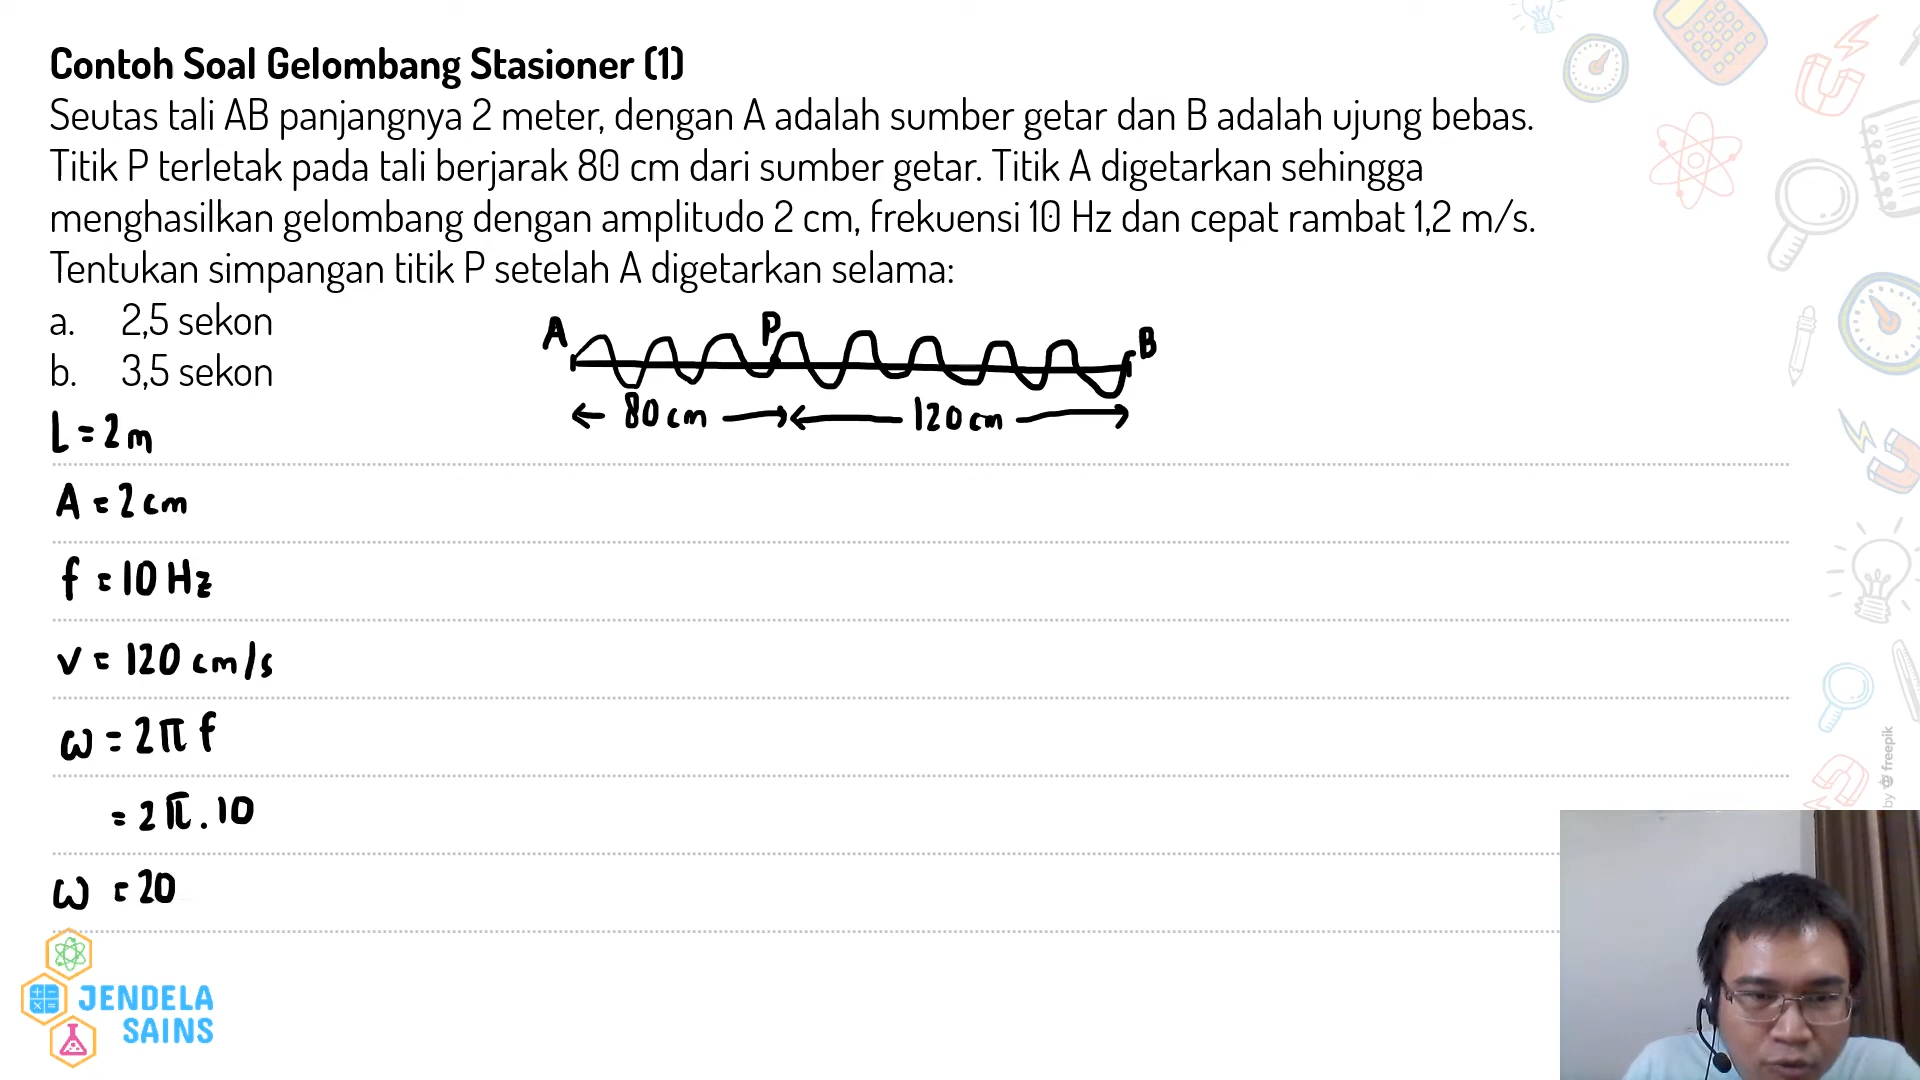 Contoh Soal Gelombang Stasioner (1)
Seutas tali AB panjangnya 2 meter, dengan A adalah sumber getar dan B adalah ujung bebas.
Titik P terletak pada tali berjarak 80 cm dari sumber getar. Titik A digetarkan sehingga
menghasilkan gelombang dengan amplitudo 2 cm, frekuensi 10 Hz dan cepat rambat 1,2 m/s.
Tentukan simpangan titik P setelah A digetarkan selama:
a. 2,5 sekon
b. 3,5 sekon
A P B
80 cm 120 cm
L = 2 m
A = 2 cm
f = 10 Hz
v = 120 cm/s
ω = 2π f
= 2π . 10
ω = 20
JENDELA
SAINS
by freepik